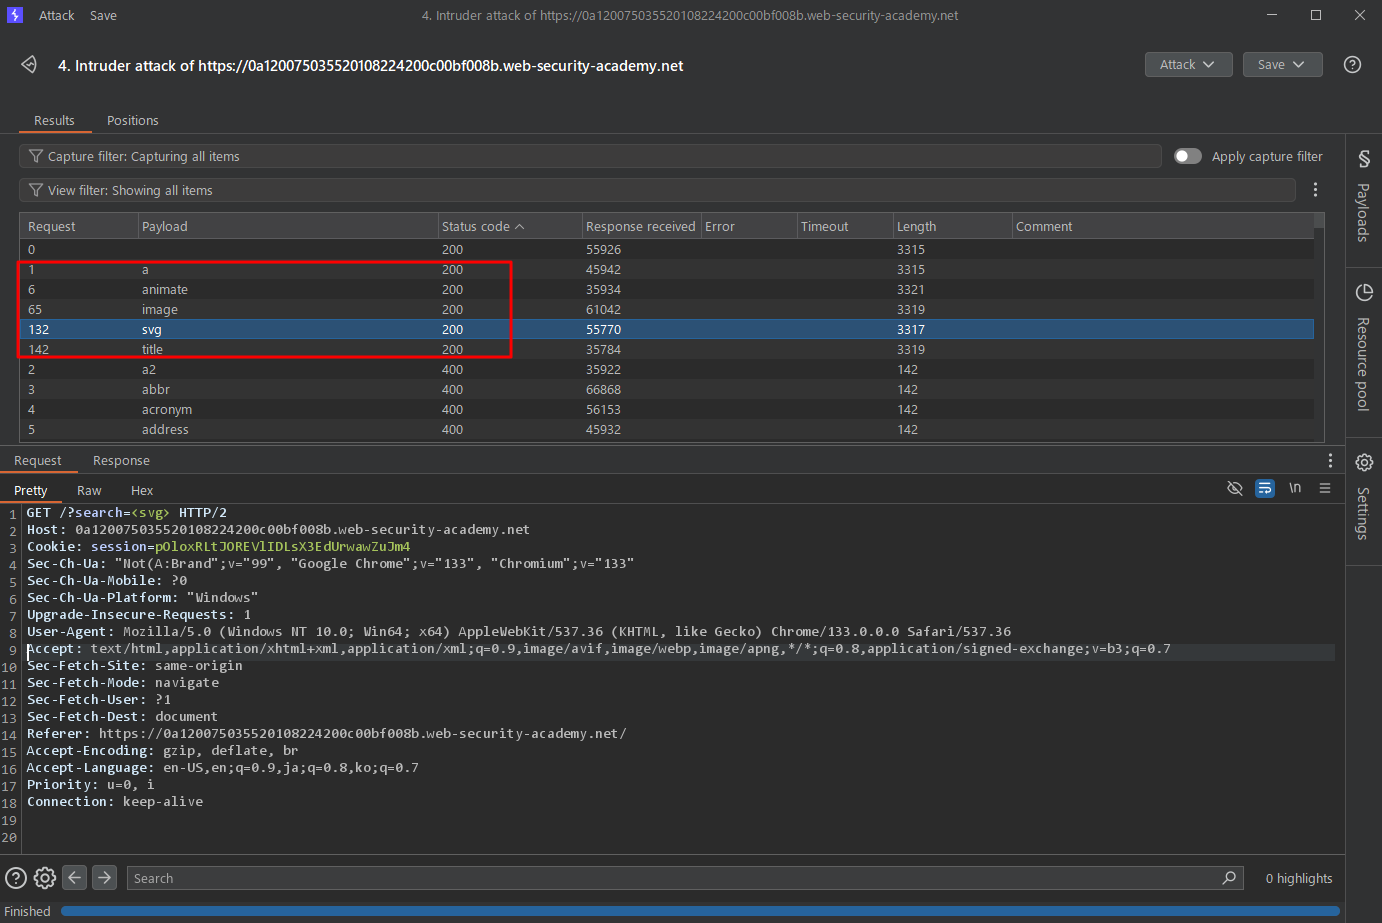 Attack Save 4. Intruder attack of https://0a120075035520108224200c00bf008b.web-security-academy.net
4. Intruder attack of https://0a120075035520108224200c00bf008b.web-security-academy.net Attack Save
Results Positions
Capture filter: Capturing all items Apply capture filter
View filter: Showing all items
Request Payload Status code Response received Error Timeout Length Comment
0 200 55926 3315
1 a 200 45942 3315
6 animate 200 35934 3321
65 image 200 61042 3319
132 svg 200 55770 3317
142 title 200 35784 3319
2 a2 400 35922 142
3 abbr 400 66868 142
4 acronym 400 56153 142
5 address 400 45932 142
Payloads
Resource pool
Settings
Request Response
Pretty Raw Hex \n
1 GET /?search=<svg> HTTP/2
2 Host: 0a120075035520108224200c00bf008b.web-security-academy.net
3 Cookie: session=pOloxRLtJOREVlIDLsX3EdUrwawZuJm4
4 Sec-Ch-Ua: "Not(A:Brand";v="99", "Google Chrome";v="133", "Chromium";v="133"
5 Sec-Ch-Ua-Mobile: ?0
6 Sec-Ch-Ua-Platform: "Windows"
7 Upgrade-Insecure-Requests: 1
8 User-Agent: Mozilla/5.0 (Windows NT 10.0; Win64; x64) AppleWebKit/537.36 (KHTML, like Gecko) Chrome/133.0.0.0 Safari/537.36
9 Accept: text/html,application/xhtml+xml,application/xml;q=0.9,image/avif,image/webp,image/apng,*/*;q=0.8,application/signed-exchange;v=b3;q=0.7
10 Sec-Fetch-Site: same-origin
11 Sec-Fetch-Mode: navigate
12 Sec-Fetch-User: ?1
13 Sec-Fetch-Dest: document
14 Referer: https://0a120075035520108224200c00bf008b.web-security-academy.net/
15 Accept-Encoding: gzip, deflate, br
16 Accept-Language: en-US,en;q=0.9,ja;q=0.8,ko;q=0.7
17 Priority: u=0, i
18 Connection: keep-alive
19
20
Search 0 highlights
Finished